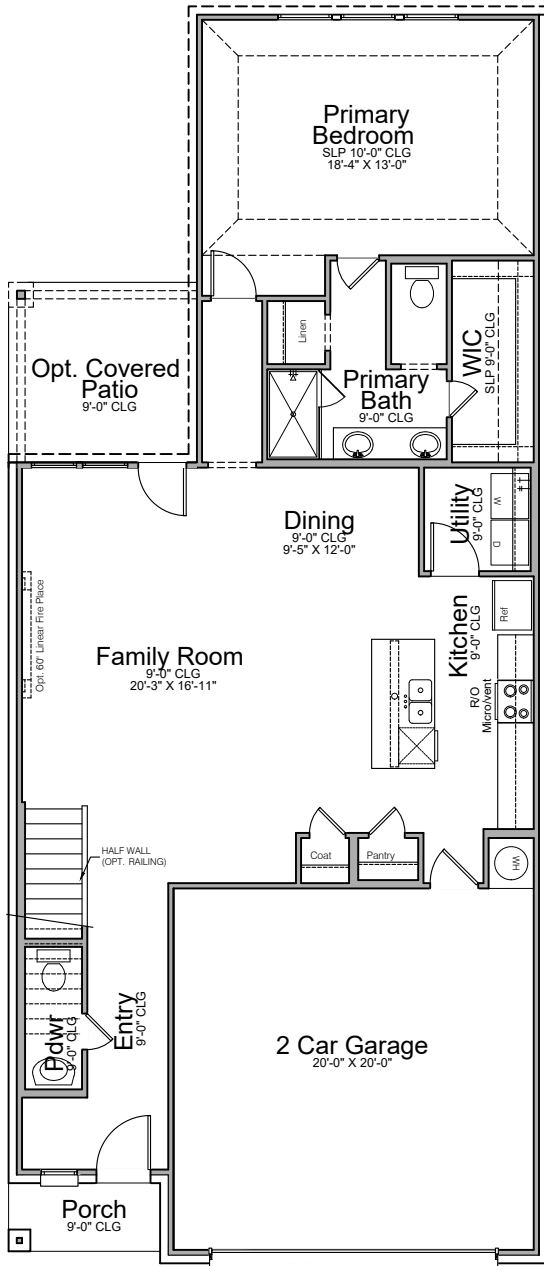 Primary
Bedroom
SLP 10'-0" CLG
18'-4" X 13'-0"
Linen
WIC
SLP 9'-0" CLG
Opt. Covered
Patio
9'-0" CLG
Primary
Bath
9'-0" CLG
Utility
9'-0" CLG
W
D
Dining
9'-0" CLG
9'-5" X 12'-0"
Opt. 60" Linear Fire Place
Family Room
9'-0" CLG
20'-3" X 16'-11"
Kitchen
9'-0" CLG
Ref
R/O
Micro/vent
HALF WALL
(OPT. RAILING)
Coat
Pantry
WH
Pdwr
9'-0" CLG
Entry
9'-0" CLG
2 Car Garage
20'-0" X 20'-0"
Porch
9'-0" CLG